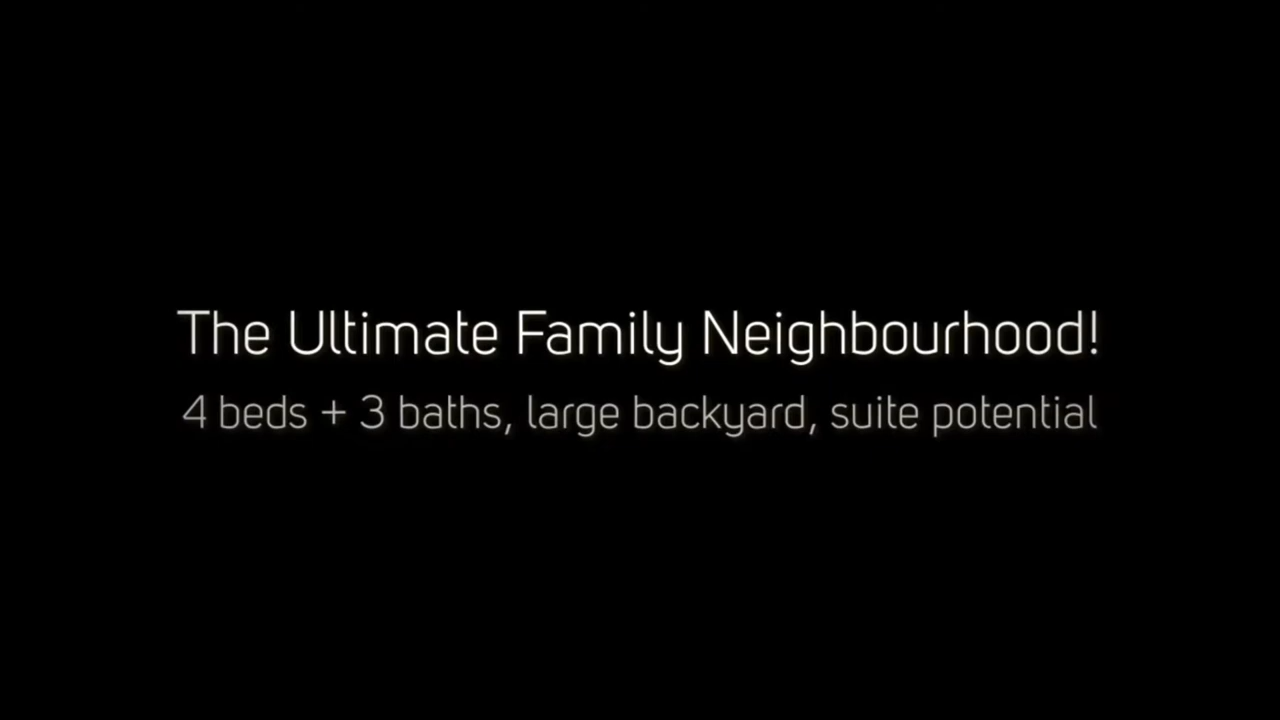 The Ultimate Family Neighbourhood!
4 beds + 3 baths, large backyard, suite potential